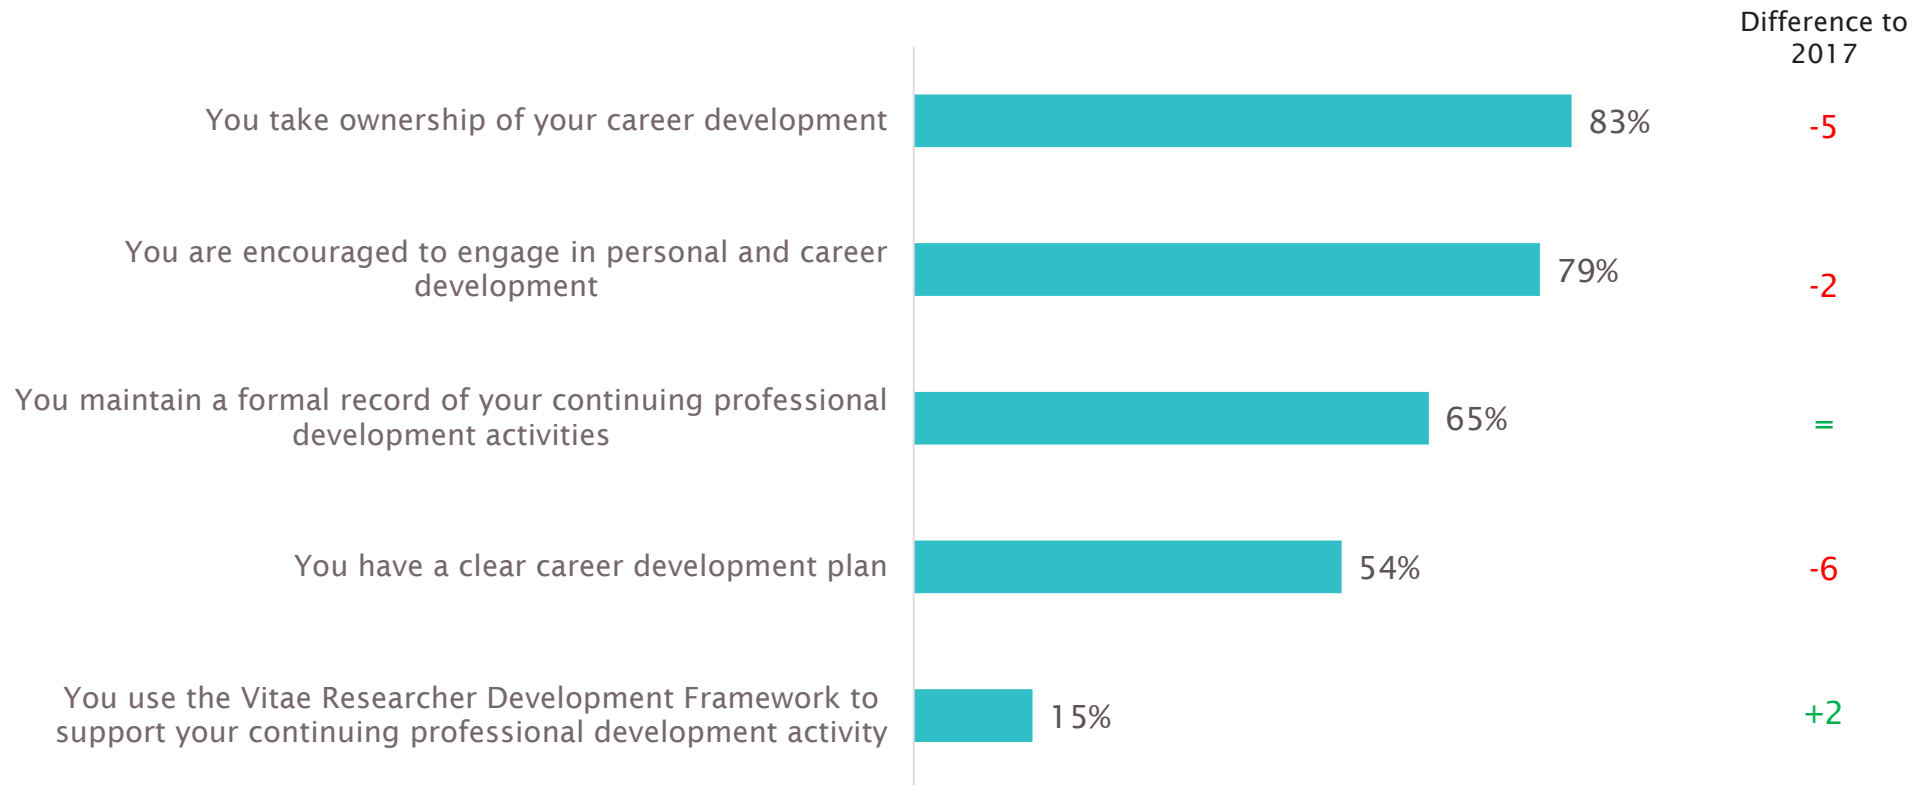 Difference to
2017
You take ownership of your career development
83%
-5
You are encouraged to engage in personal and career
development
79%
-2
You maintain a formal record of your continuing professional
development activities
65%
=
You have a clear career development plan
54%
-6
You use the Vitae Researcher Development Framework to
support your continuing professional development activity
15%
+2